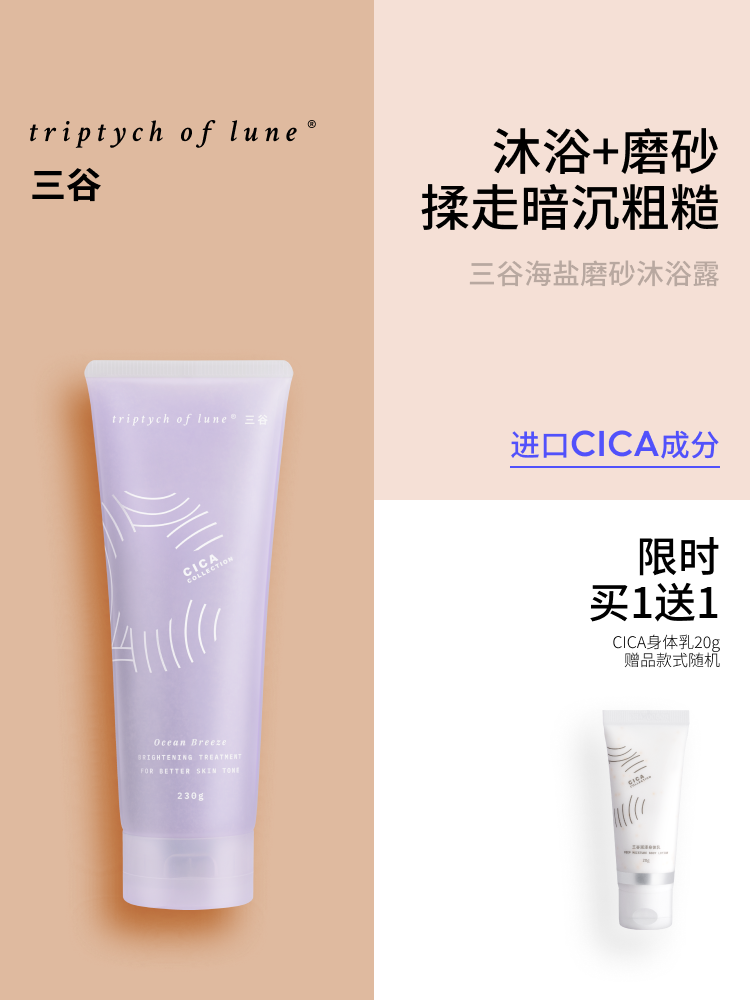 triptych of lune®
三谷
沐浴+磨砂
揉走暗沉粗糙
三谷海盐磨砂沐浴露
进口CICA成分
triptych of lune® 三谷
CICA
COLLECTION
Ocean Breeze
BRIGHTENING TREATMENT
FOR BETTER SKIN TONE
230g
限时
买1送1
CICA身体乳20g
赠品款式随机
CICA
COLLECTION